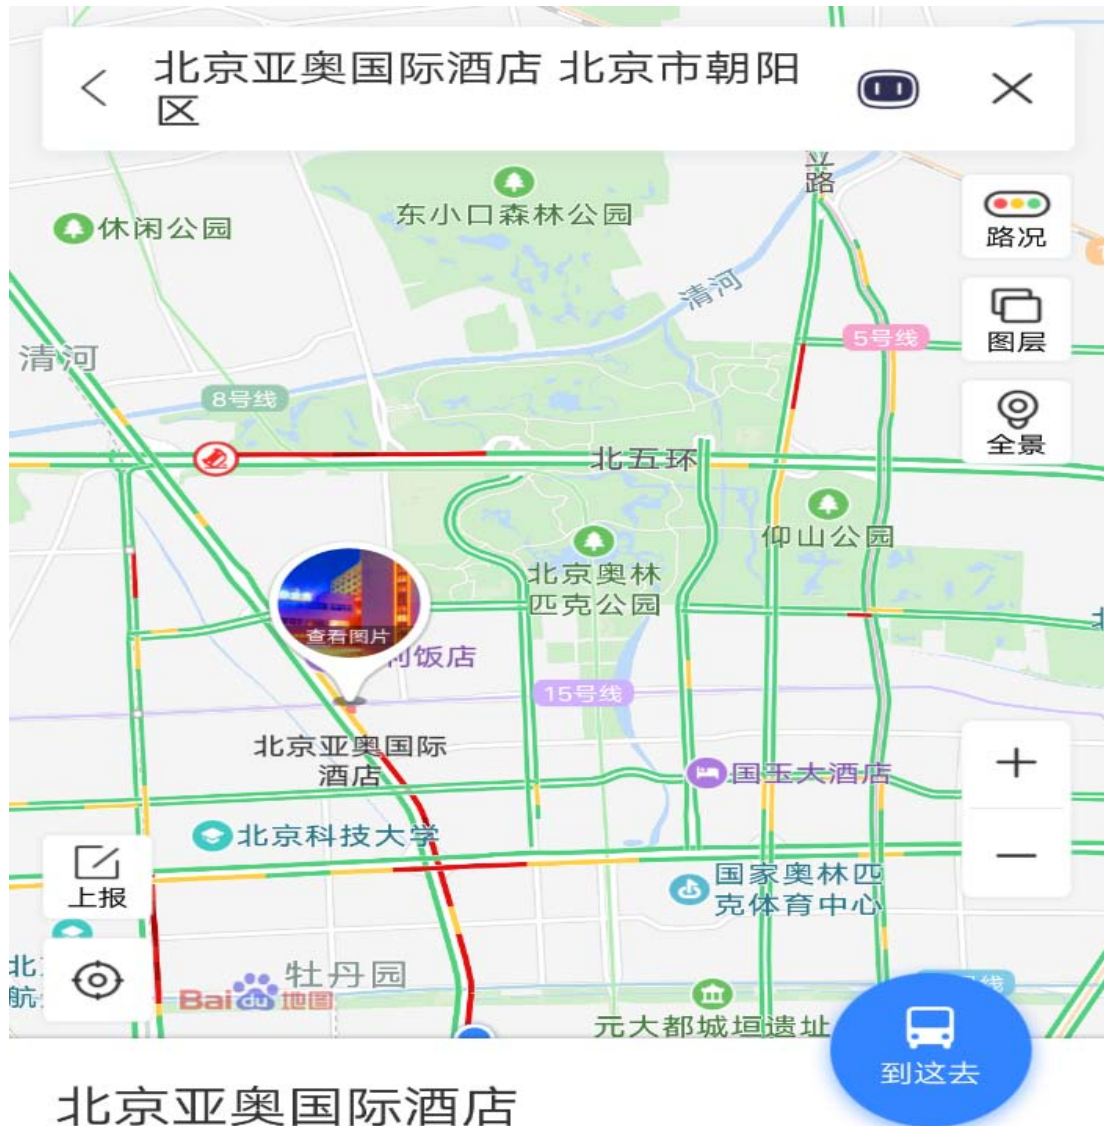 北京亚奥国际酒店 北京市朝阳
区
立
路
东小口森林公园
休闲公园
路况
清河
5号线
图层
清河
8号线
全景
北五环
仰山公园
北京奥林
匹克公园
查看图片
饭店
15号线
北京亚奥国际
酒店
国玉大酒店
北京科技大学
上报
国家奥林匹
克体育中心
北
航
牡丹园
Bai du 地图
线
元大都城垣遗址
到这去
北京亚奥国际酒店